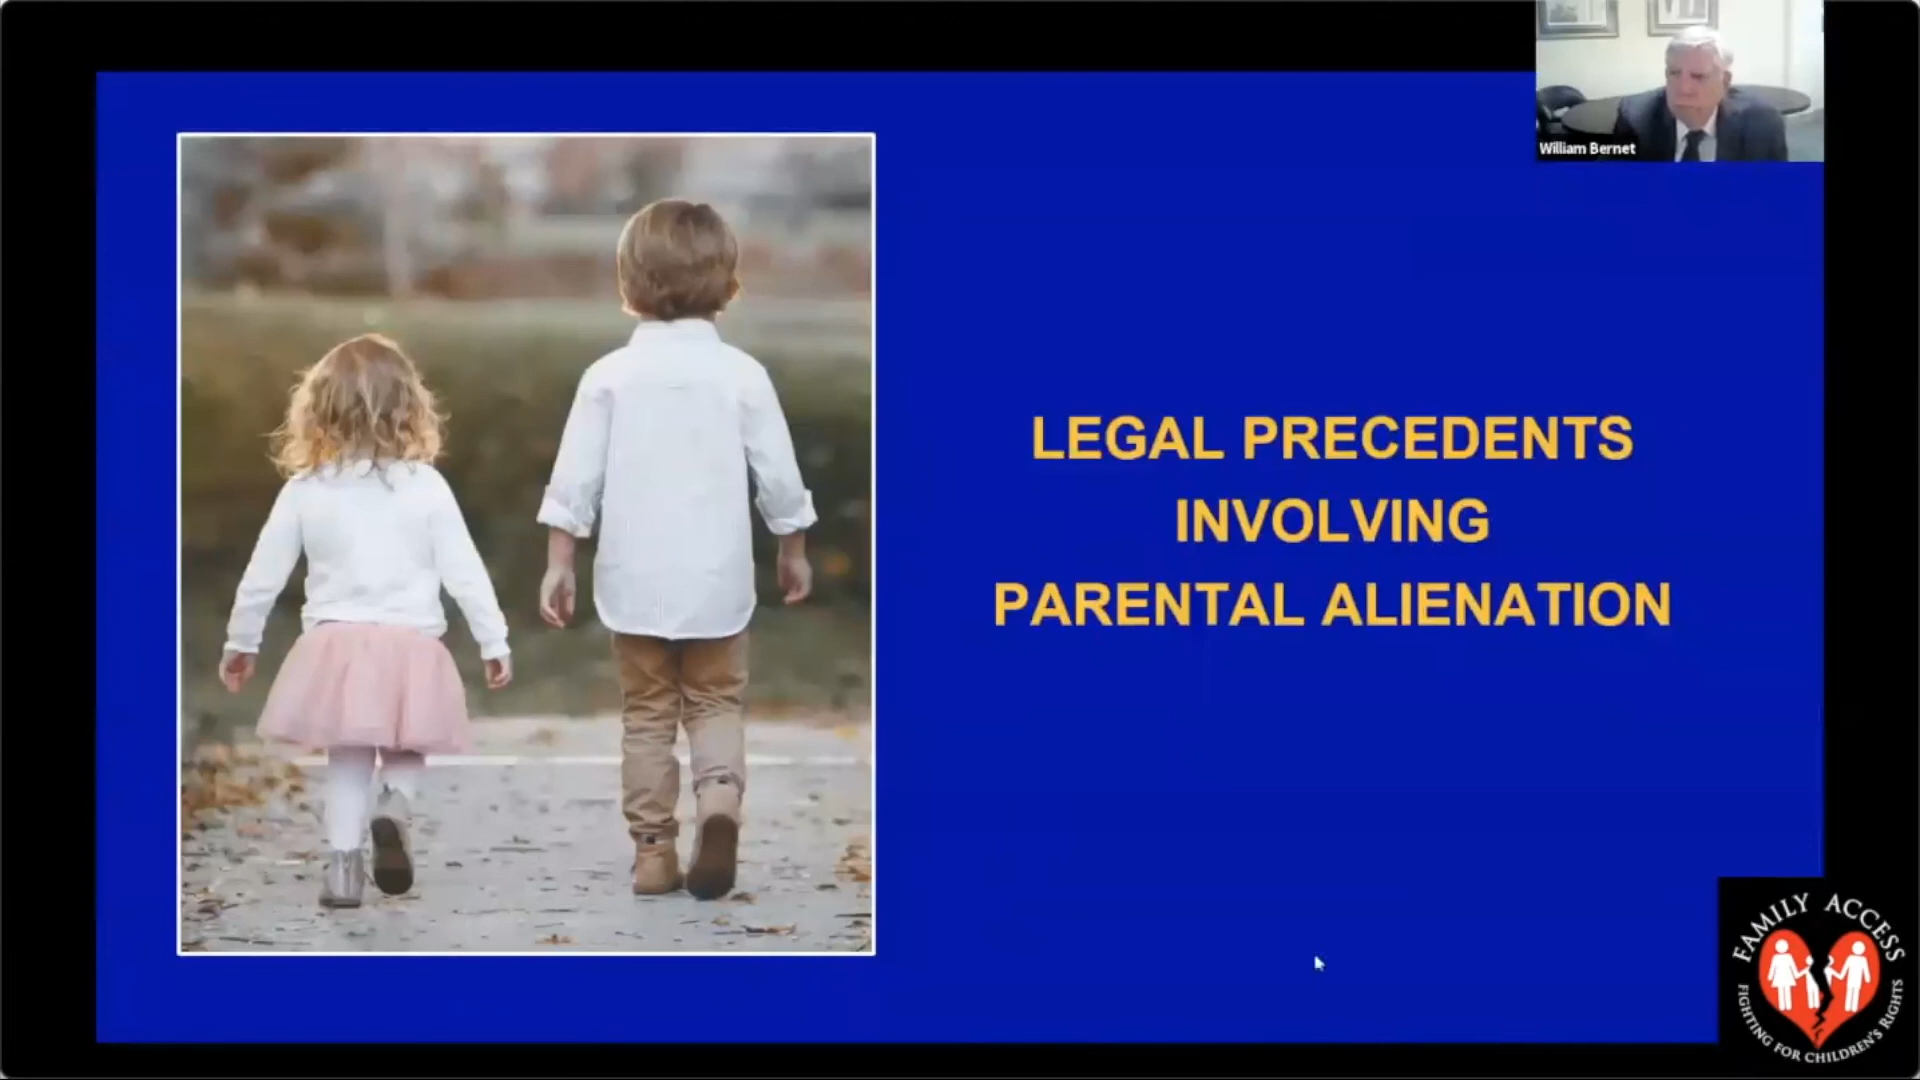 William Bernet
LEGAL PRECEDENTS
INVOLVING
PARENTAL ALIENATION
FAMILY ACCESS
FIGHTING FOR CHILDREN'S RIGHTS